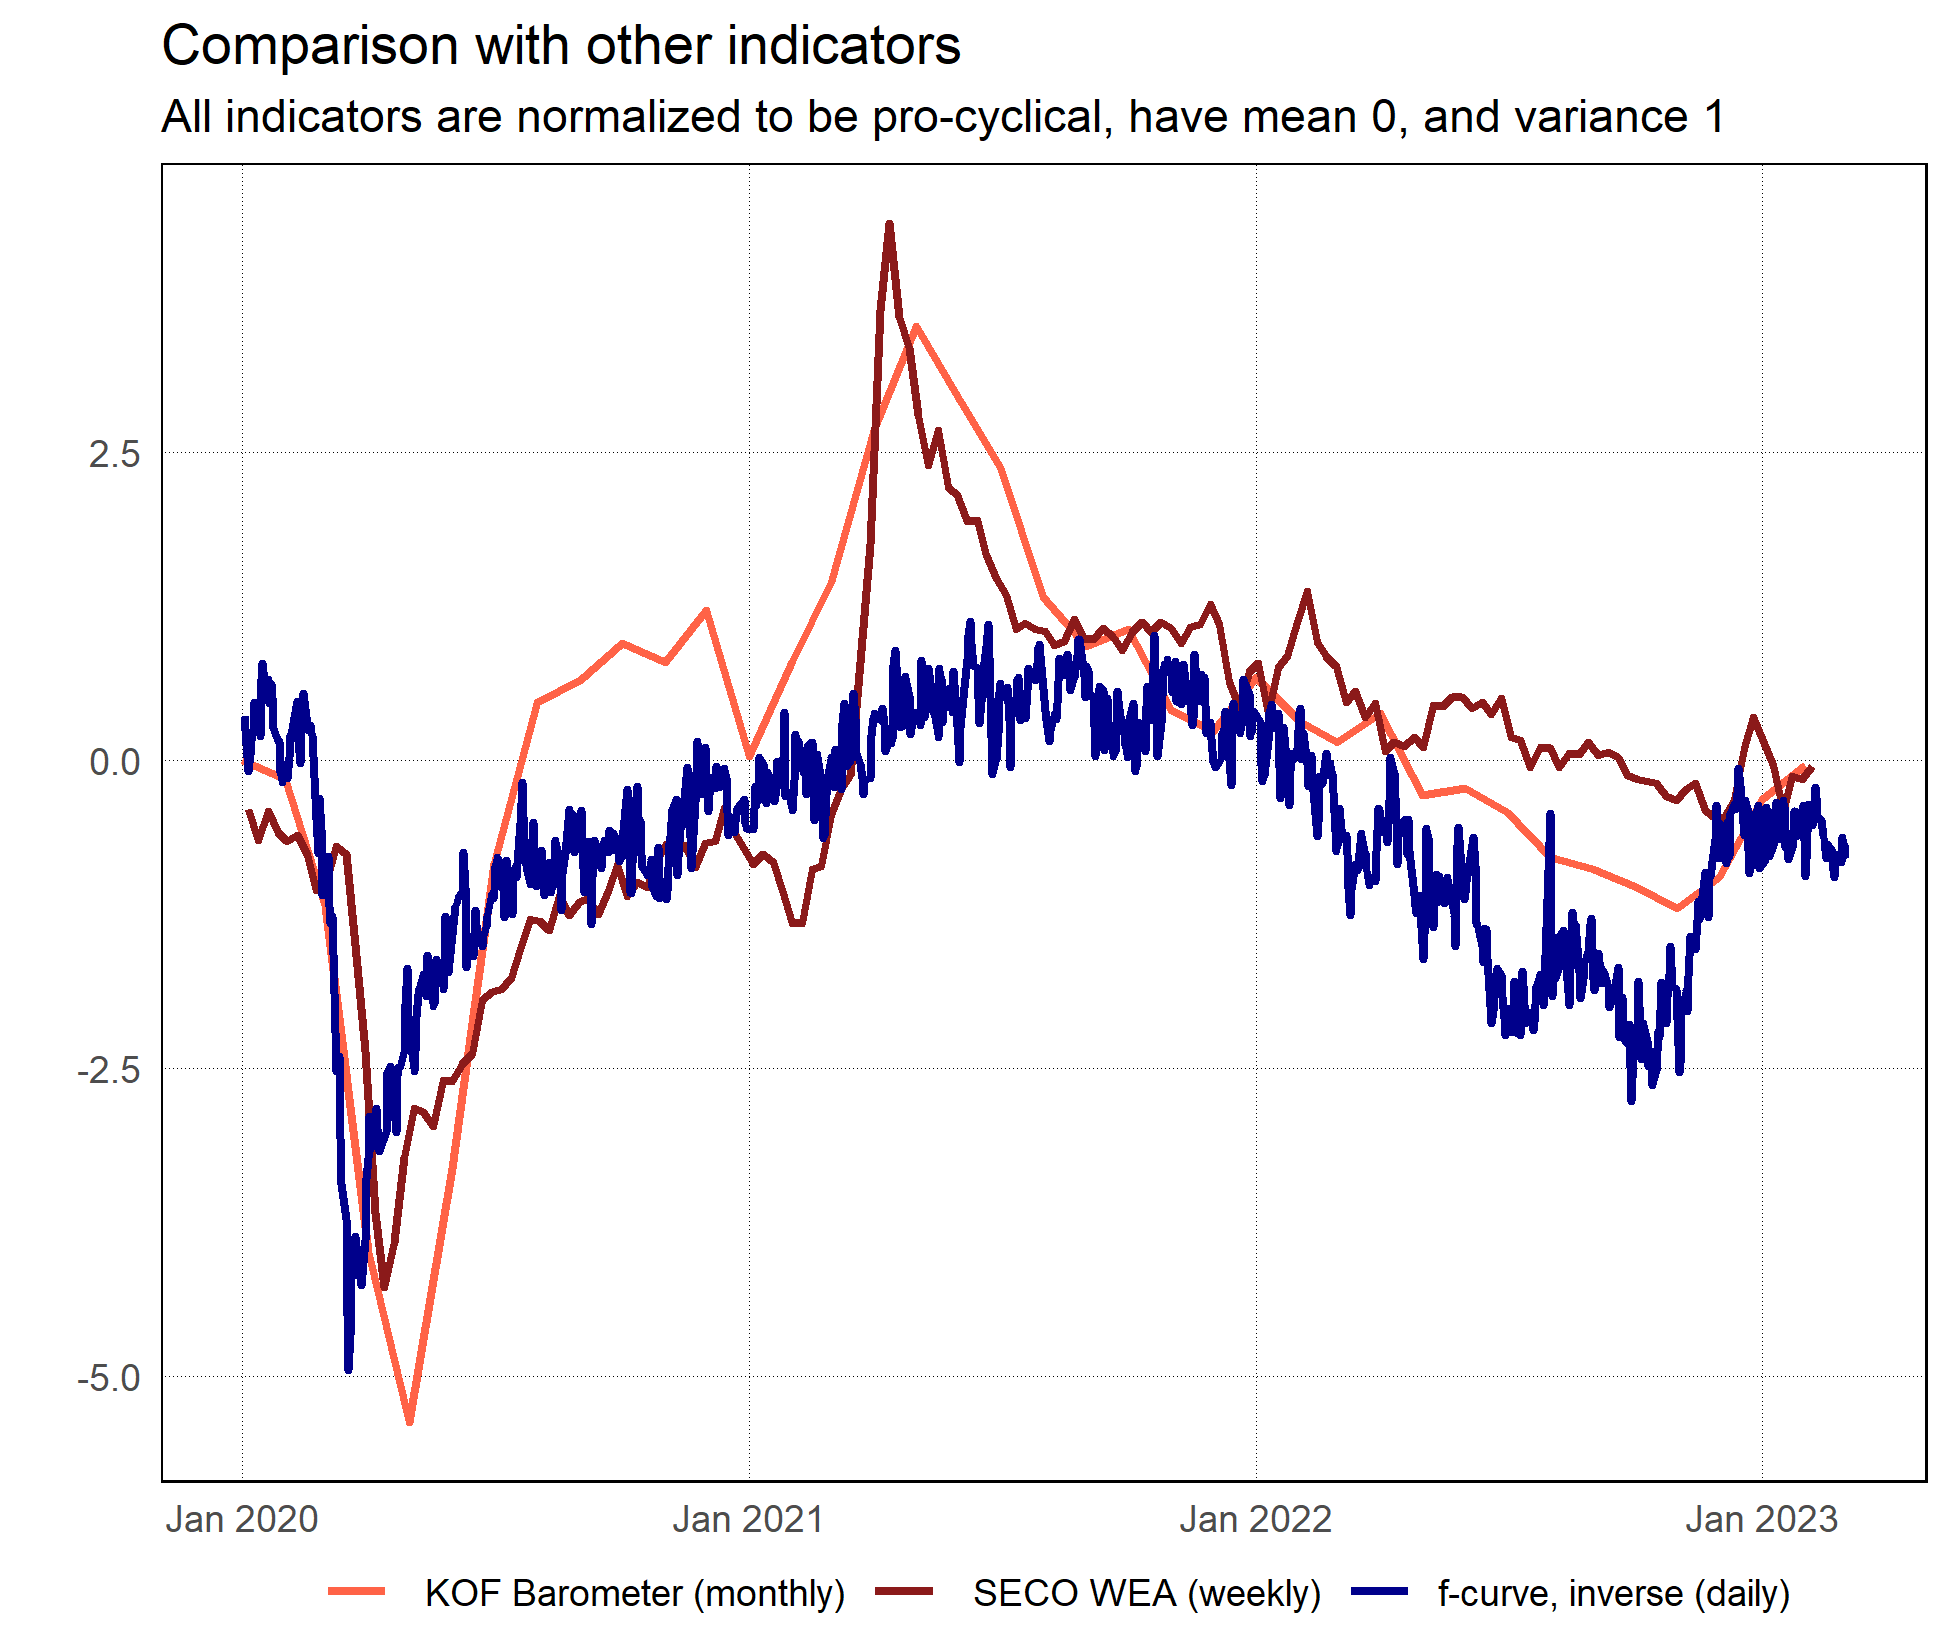 Comparison with other indicators
All indicators are normalized to be pro-cyclical, have mean 0, and variance 1
2.5
0.0
-2.5
-5.0
Jan 2020 Jan 2021 Jan 2022 Jan 2023
KOF Barometer (monthly) SECO WEA (weekly) f-curve, inverse (daily)